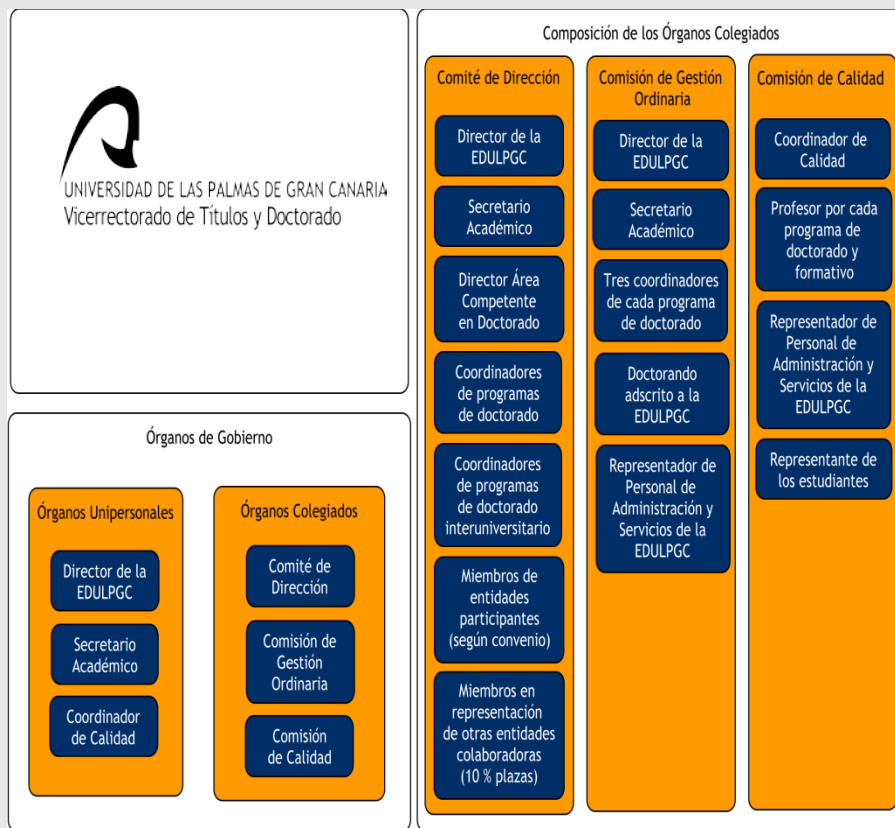 UNIVERSIDAD DE LAS PALMAS DE GRAN CANARIA
Vicerrectorado de Títulos y Doctorado
Órganos de Gobierno
Órganos Unipersonales
Director de la
EDULPGC
Secretario
Académico
Coordinador
de Calidad
Órganos Colegiados
Comité de
Dirección
Comisión de
Gestión
Ordinaria
Comisión
de Calidad
Composición de los Órganos Colegiados
Comité de Dirección
Director de la
EDULPGC
Secretario
Académico
Director Área
Competente
en Doctorado
Coordinadores
de programas
de doctorado
Coordinadores
de programas
de doctorado
interuniversitario
Miembros de
entidades
participantes
(según convenio)
Miembros en
representación
de otras entidades
colaboradoras
(10 % plazas)
Comisión de Gestión
Ordinaria
Director de la
EDULPGC
Secretario
Académico
Tres coordinadores
de cada programa
de doctorado
Doctorando
adscrito a la
EDULPGC
Representador de
Personal de
Administración y
Servicios de la
EDULPGC
Comisión de Calidad
Coordinador de
Calidad
Profesor por cada
programa de
doctorado y
formativo
Representador de
Personal de
Administración y
Servicios de la
EDULPGC
Representante de
los estudiantes